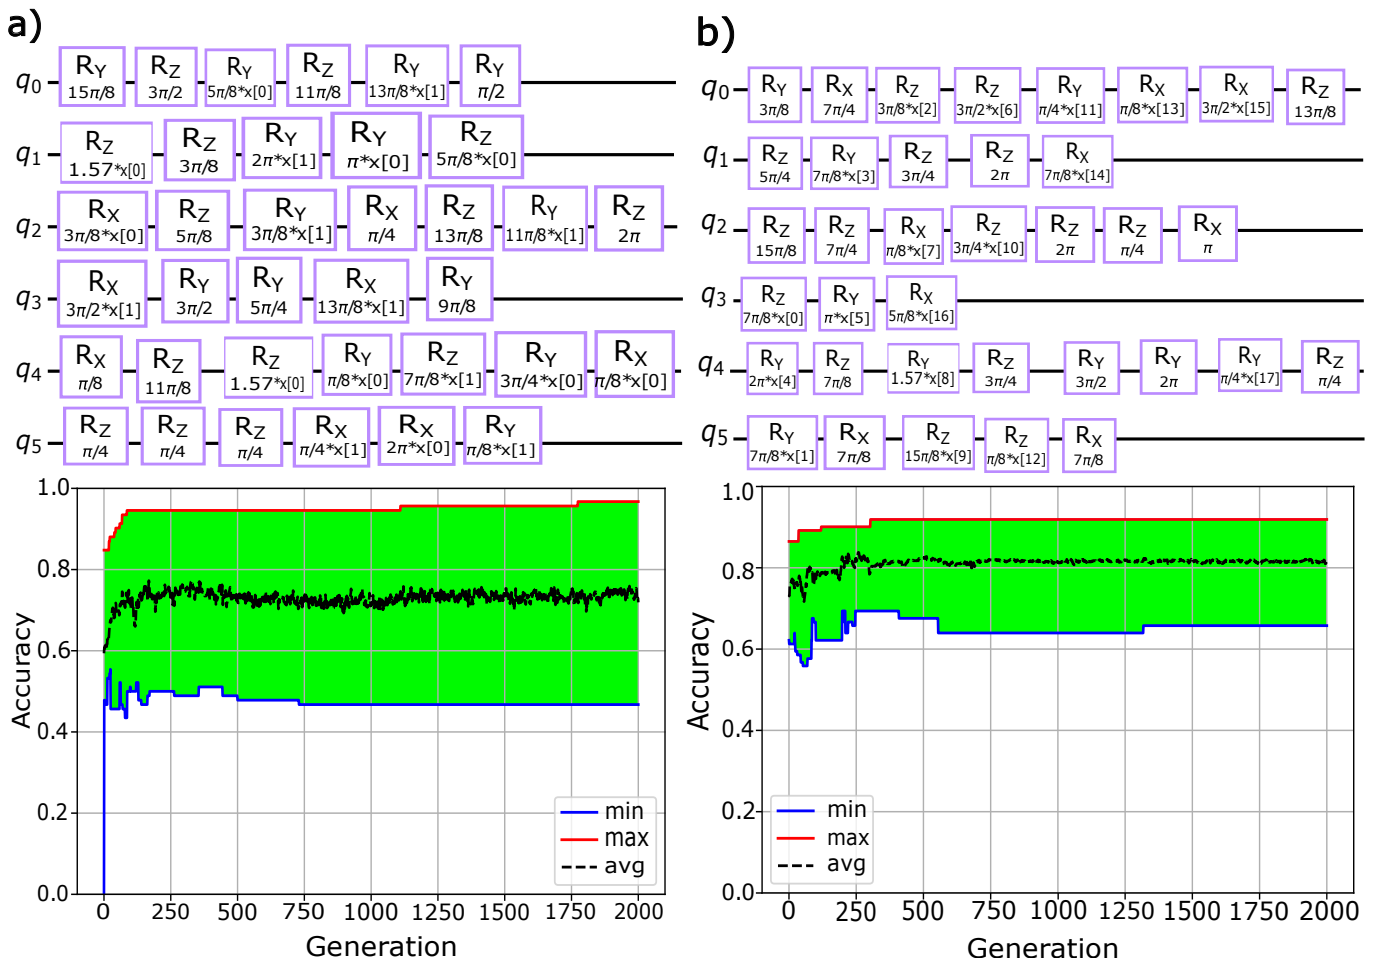 a)
q0 RY RZ RY RZ RY RY
15π/8 3π/2 5π/8*x[0] 11π/8 13π/8*x[1] π/2
q1 RZ RZ RY RY RZ
1.57*x[0] 3π/8 2π*x[1] π*x[0] 5π/8*x[0]
q2 RX RZ RY RX RZ RY RZ
3π/8*x[0] 5π/8 3π/8*x[1] π/4 13π/8 11π/8*x[1] 2π
q3 RX RY RY RX RY
3π/2*x[1] 3π/2 5π/4 13π/8*x[1] 9π/8
q4 RX RZ RZ RY RZ RY RX
π/8 11π/8 1.57*x[0] π/8*x[0] 7π/8*x[1] 3π/4*x[0] π/8*x[0]
q5 RZ RZ RZ RX RX RY
π/4 π/4 π/4 π/4*x[1] 2π*x[0] π/8*x[1]
1.0
0.8
0.6
0.4
0.2
0.0
Accuracy
min
max
avg
0 250 500 750 1000 1250 1500 1750 2000
Generation
b)
q0 RY RX RZ RZ RY RX RX RZ
3π/8 7π/4 3π/8*x[2] 3π/2*x[6] π/4*x[11] π/8*x[13] 3π/2*x[15] 13π/8
q1 RZ RY RZ RZ RX
5π/4 7π/8*x[3] 3π/4 2π 7π/8*x[14]
q2 RZ RZ RX RZ RZ RZ RX
15π/8 7π/4 π/8*x[7] 3π/4*x[10] 2π π/4 π
q3 RZ RY RX
7π/8*x[0] π*x[5] 5π/8*x[16]
q4 RY RZ RY RZ RY RY RY RZ
2π*x[4] 7π/8 1.57*x[8] 3π/4 3π/2 2π π/4*x[17] π/4
q5 RY RX RZ RZ RX
7π/8*x[1] 7π/8 15π/8*x[9] π/8*x[12] 7π/8
1.0
0.8
0.6
0.4
0.2
0.0
Accuracy
min
max
avg
0 250 500 750 1000 1250 1500 1750 2000
Generation